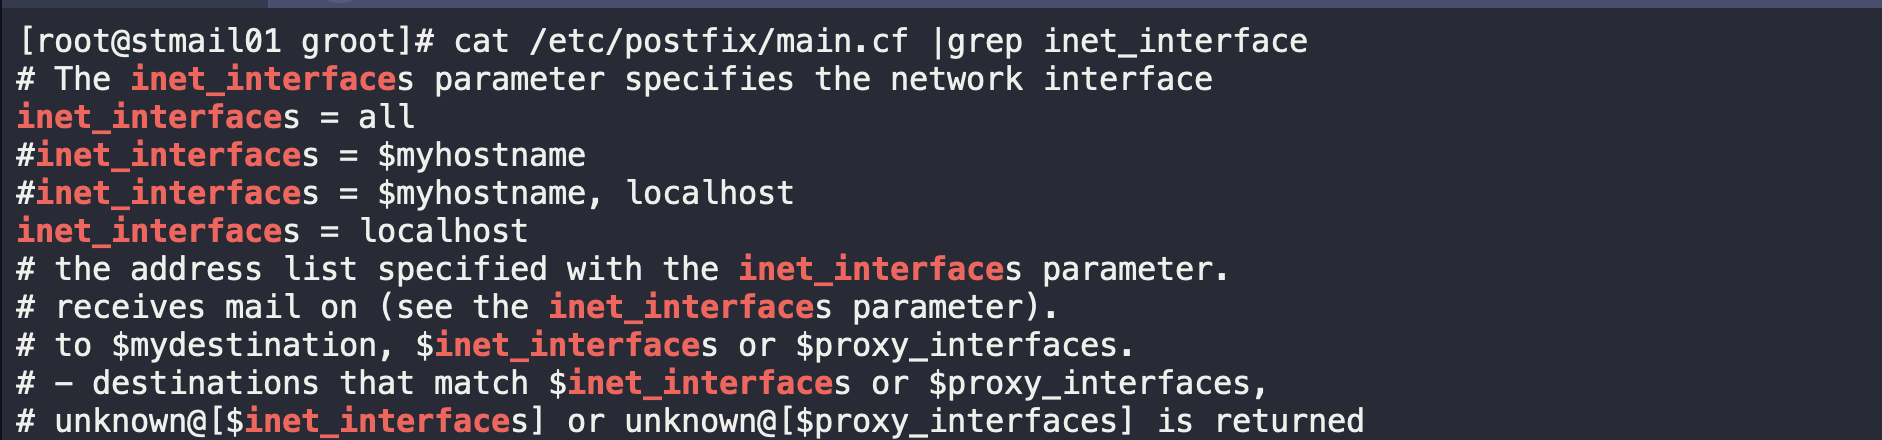 [root@stmail01 groot]# cat /etc/postfix/main.cf |grep inet_interface
# The inet_interfaces parameter specifies the network interface
inet_interfaces = all
#inet_interfaces = $myhostname
#inet_interfaces = $myhostname, localhost
inet_interfaces = localhost
# the address list specified with the inet_interfaces parameter.
# receives mail on (see the inet_interfaces parameter).
# to $mydestination, $inet_interfaces or $proxy_interfaces.
# - destinations that match $inet_interfaces or $proxy_interfaces,
# unknown@[$inet_interfaces] or unknown@[$proxy_interfaces] is returned